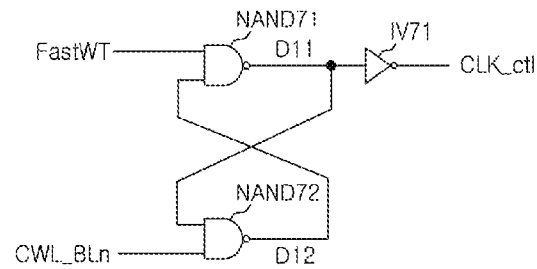 NAND71
IV71
FastWT
D11
CLK_ctl
NAND72
CWL_BLn
D12